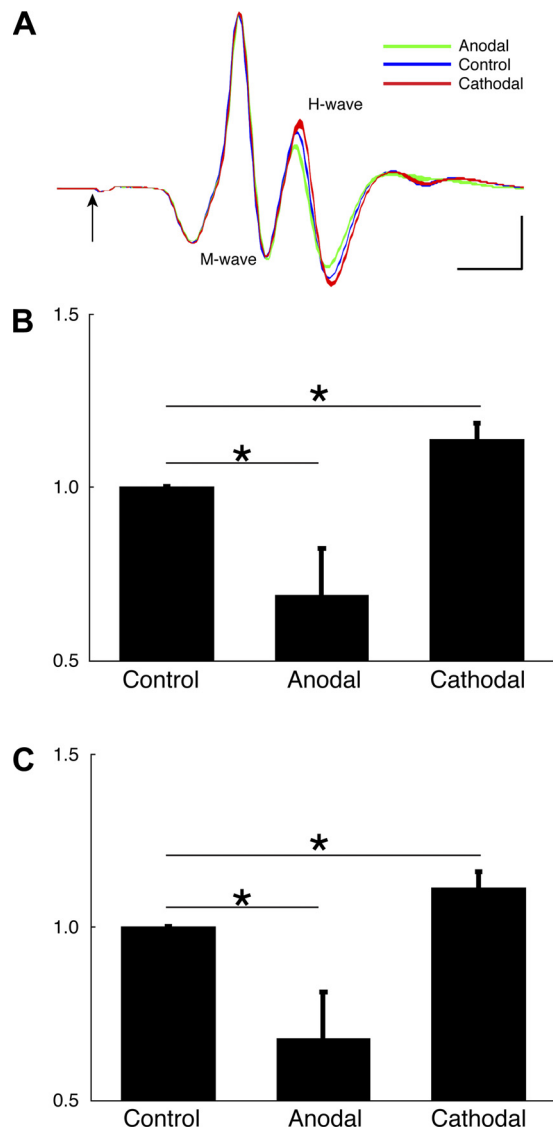 A
Anodal
Control
Cathodal
H-wave
M-wave
B
1.5
*
*
1.0
0.5
Control Anodal Cathodal
C
1.5
*
*
1.0
0.5
Control Anodal Cathodal